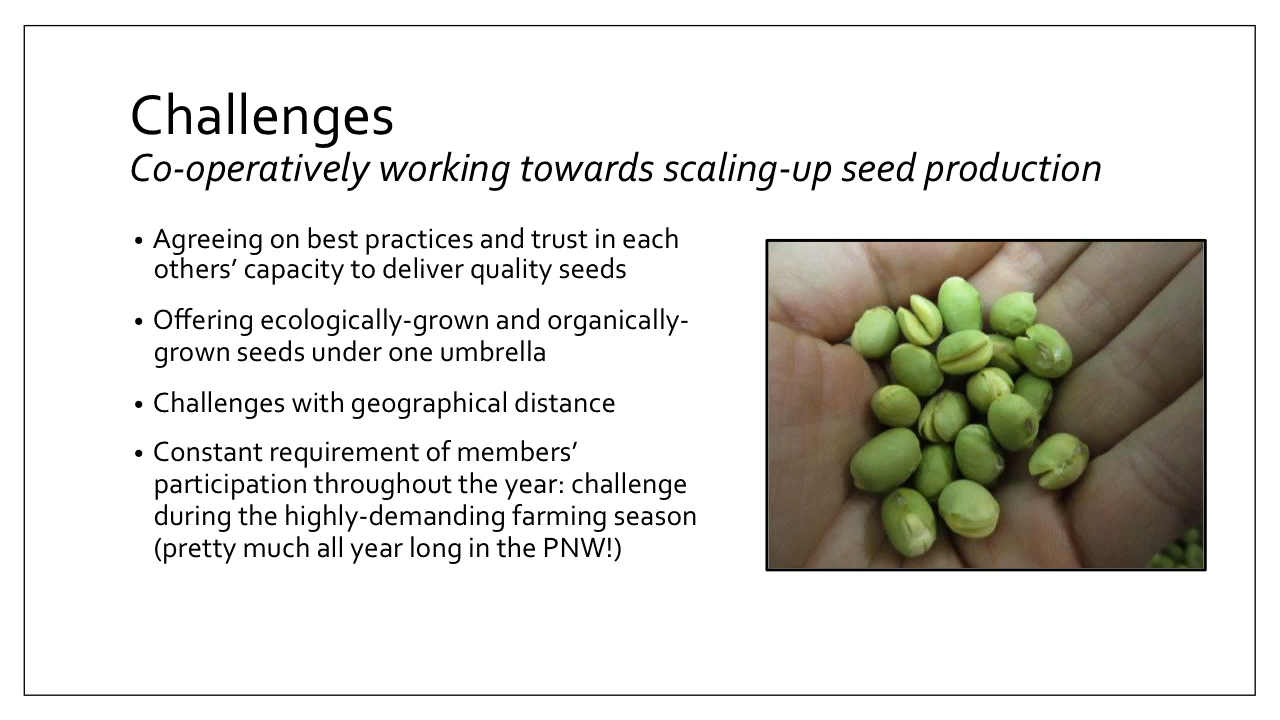 Challenges
Co-operatively working towards scaling-up seed production
• Agreeing on best practices and trust in each
others’ capacity to deliver quality seeds
• Offering ecologically-grown and organically-
grown seeds under one umbrella
• Challenges with geographical distance
• Constant requirement of members’
participation throughout the year: challenge
during the highly-demanding farming season
(pretty much all year long in the PNW!)